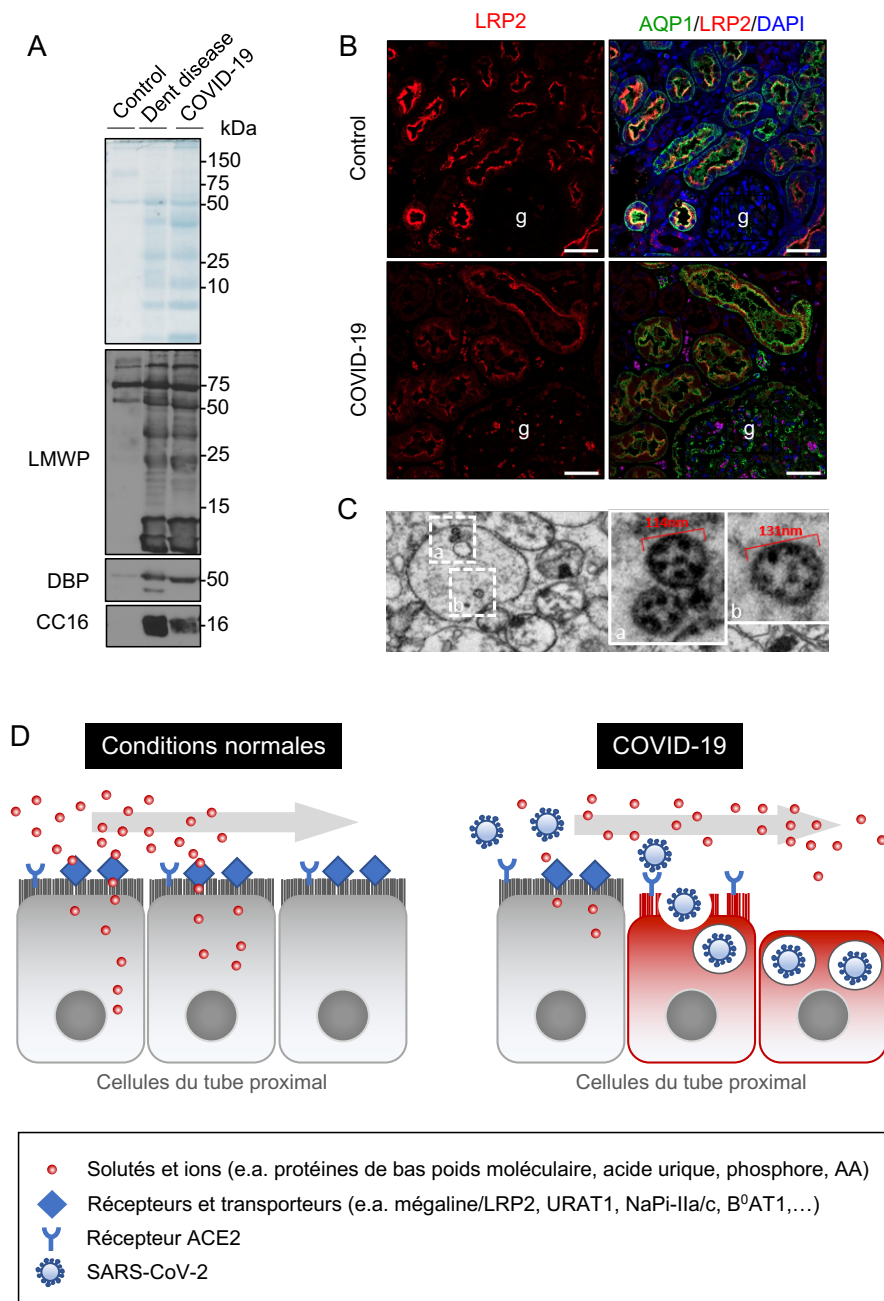 A
Control
Dent disease
COVID-19
kDa
150
75
50
25
10
LMWP
75
50
25
15
DBP
50
CC16
16
B
LRP2
AQP1/LRP2/DAPI
Control
g
g
COVID-19
g
g
C
a
b
114nm
a
131nm
b
D
Conditions normales
COVID-19
Cellules du tube proximal
Cellules du tube proximal
Solutés et ions (e.a. protéines de bas poids moléculaire, acide urique, phosphore, AA)
Récepteurs et transporteurs (e.a. mégaline/LRP2, URAT1, NaPi-IIa/c, B⁰AT1,…)
Récepteur ACE2
SARS-CoV-2